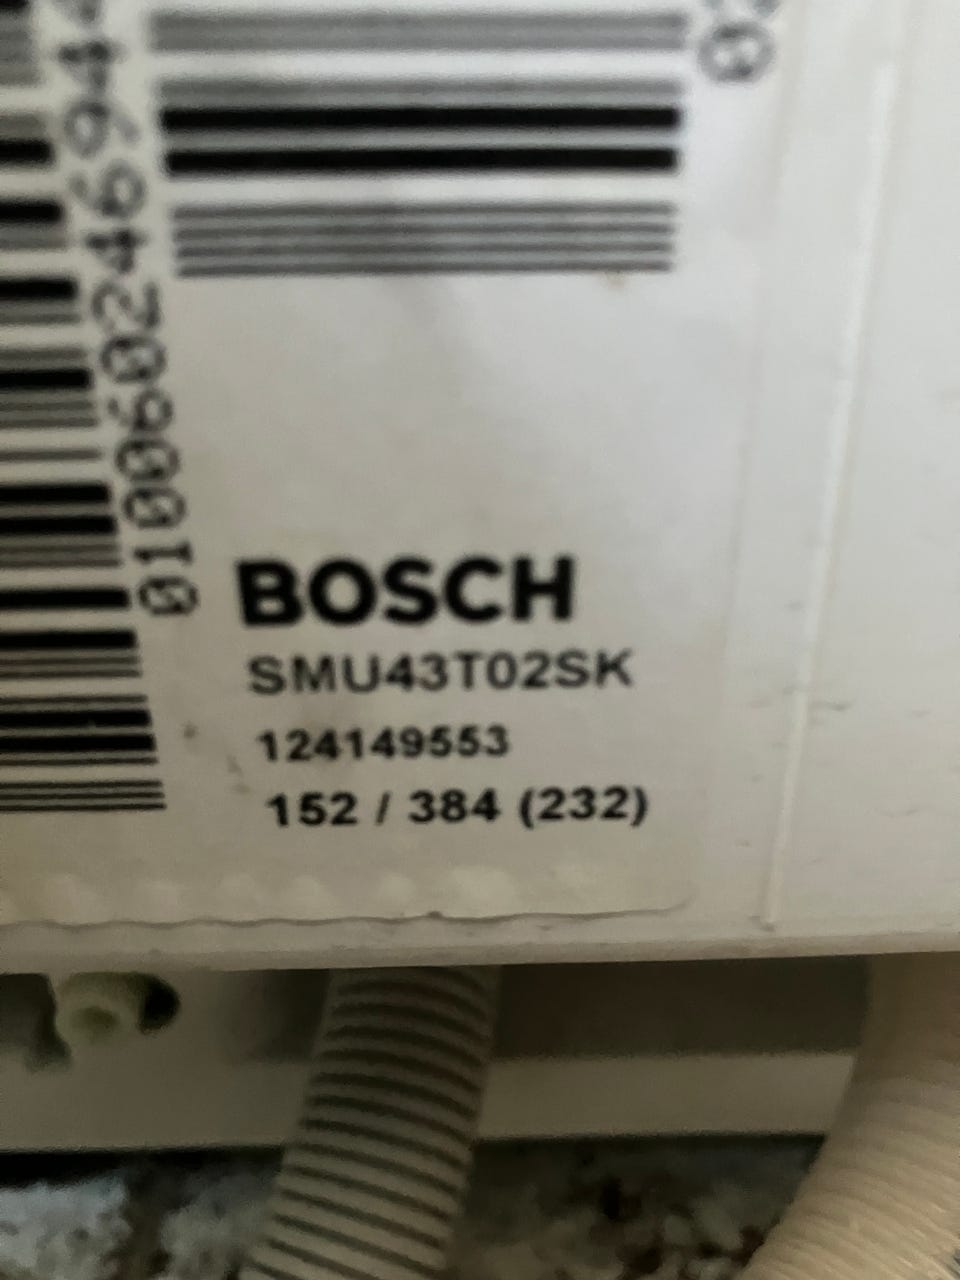 BOSCH
SMU43T02SK
124149553
152 / 384 (232)